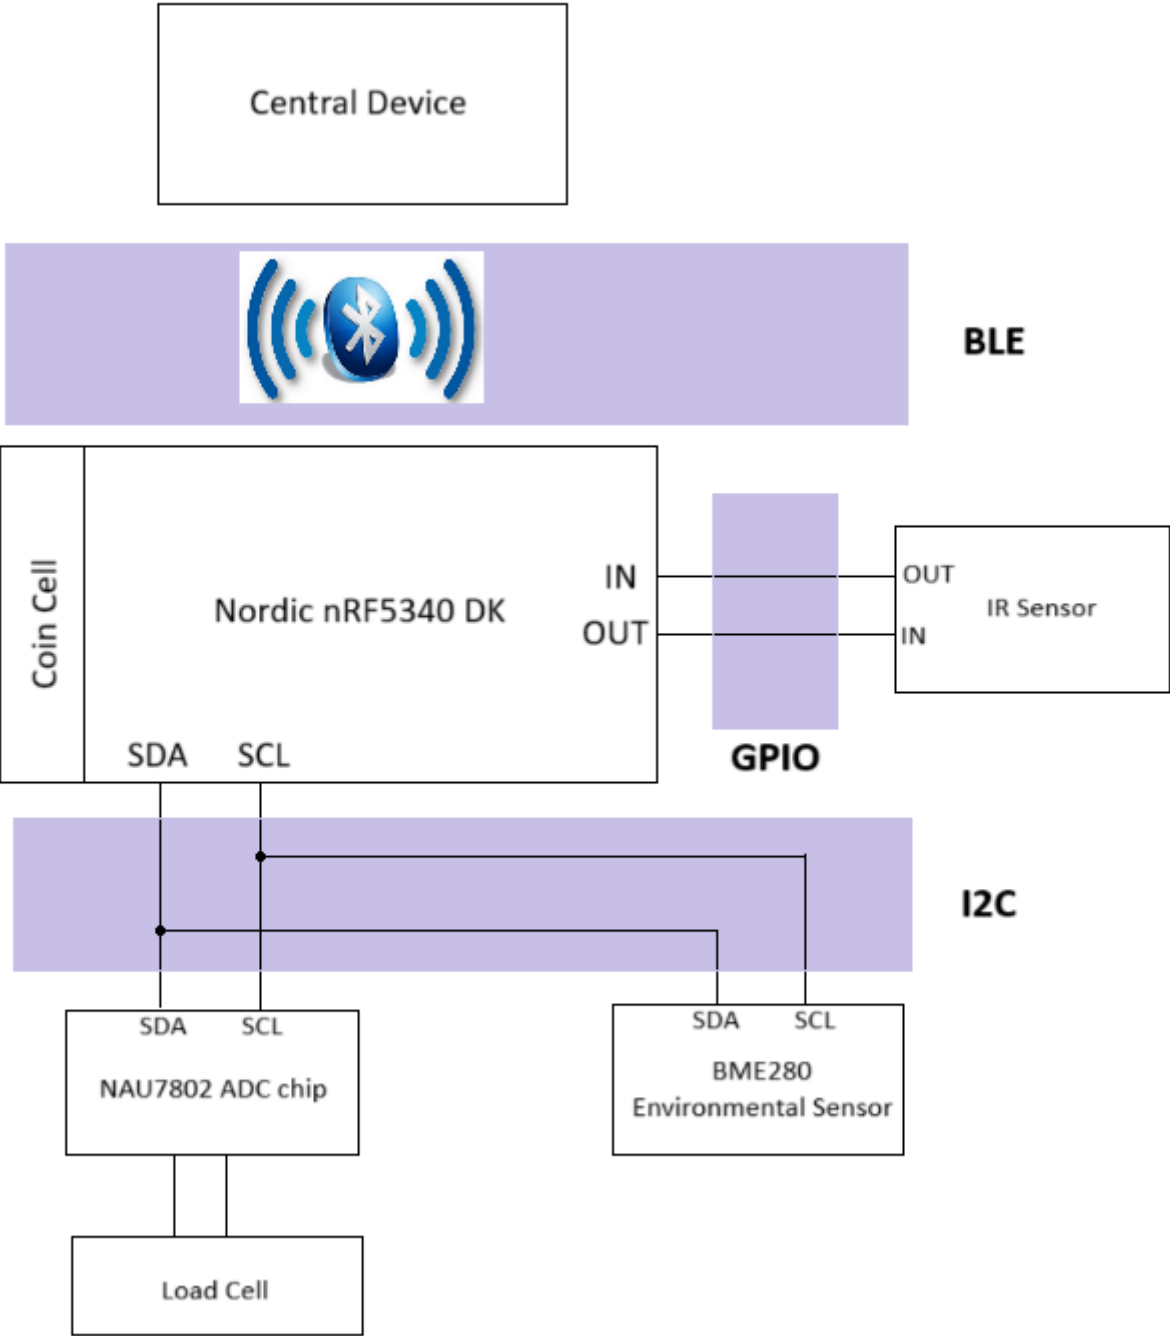 Central Device
BLE
Coin Cell
Nordic nRF5340 DK
IN
OUT
OUT
IN
IR Sensor
GPIO
SDA SCL
I2C
SDA SCL
NAU7802 ADC chip
SDA SCL
BME280
Environmental Sensor
Load Cell